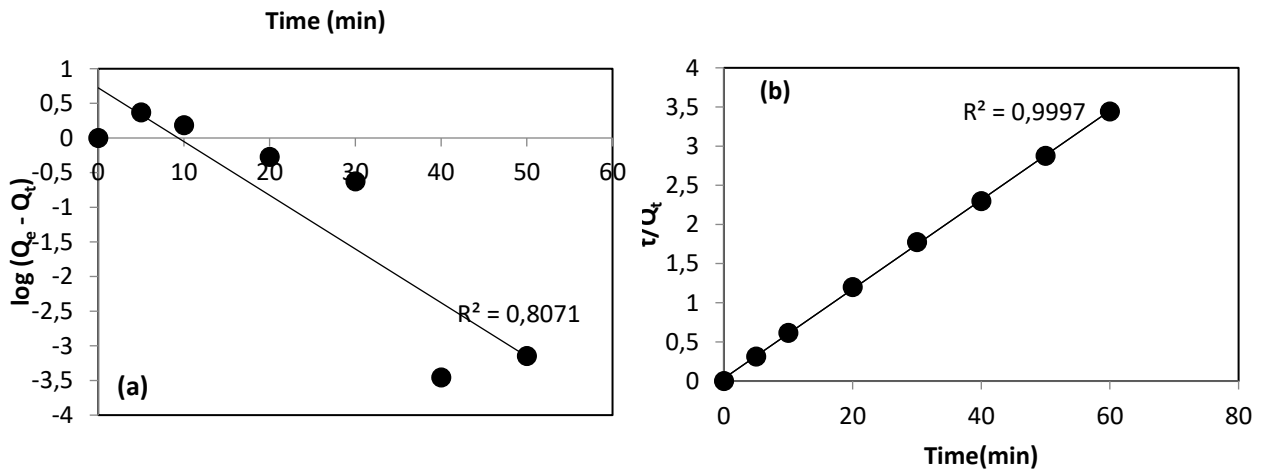 Time (min)
1
0,5
0
-0,5
-1
-1,5
-2
-2,5
-3
-3,5
-4
0 10 20 30 40 50 60
log (Qe - Qt)
R² = 0,8071
(a)
4
3,5
3
2,5
2
1,5
1
0,5
0
0 20 40 60 80
t/Qt
(b)
R² = 0,9997
Time(min)